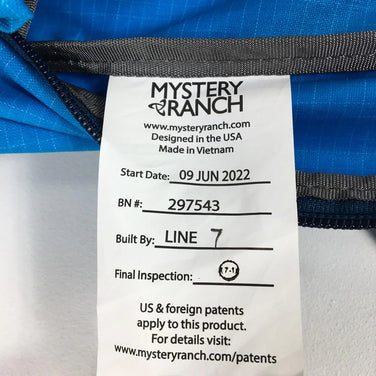 MYSTERY
RANCH
www.mysteryranch.com
Designed in the USA
Made in Vietnam
Start Date: 09 JUN 2022
BN #: 297543
Built By: LINE 7
Final Inspection:
US & foreign patents
apply to this product.
For details visit:
www.mysteryranch.com/patents